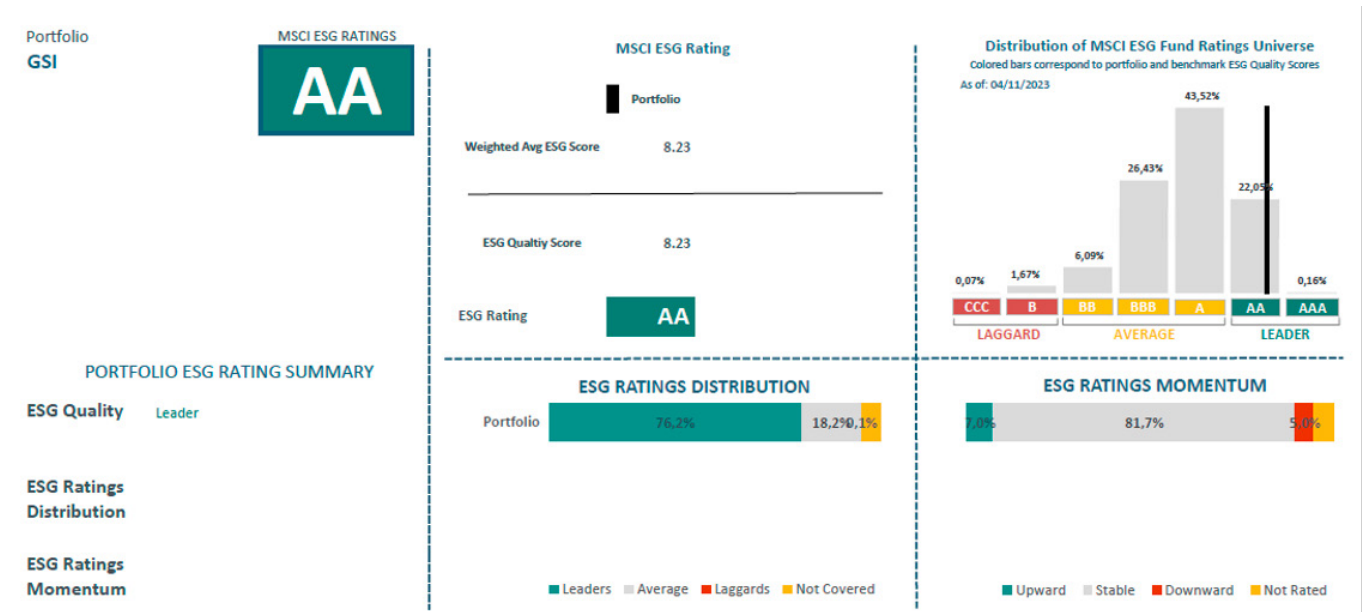 Portfolio
GSI
MSCI ESG RATINGS
AA
MSCI ESG Rating
Portfolio
Weighted Avg ESG Score 8.23
ESG Qualtiy Score 8.23
ESG Rating AA
Distribution of MSCI ESG Fund Ratings Universe
Colored bars correspond to portfolio and benchmark ESG Quality Scores
As of: 04/11/2023
0,07% 1,67% 6,09% 26,43% 43,52% 22,05% 0,16%
CCC B BB BBB A AA AAA
LAGGARD AVERAGE LEADER
PORTFOLIO ESG RATING SUMMARY
ESG Quality Leader
ESG Ratings
Distribution
ESG Ratings
Momentum
ESG RATINGS DISTRIBUTION
Portfolio 76,2% 18,2% 0,1%
Leaders Average Laggards Not Covered
ESG RATINGS MOMENTUM
7,0% 81,7% 5,0%
Upward Stable Downward Not Rated